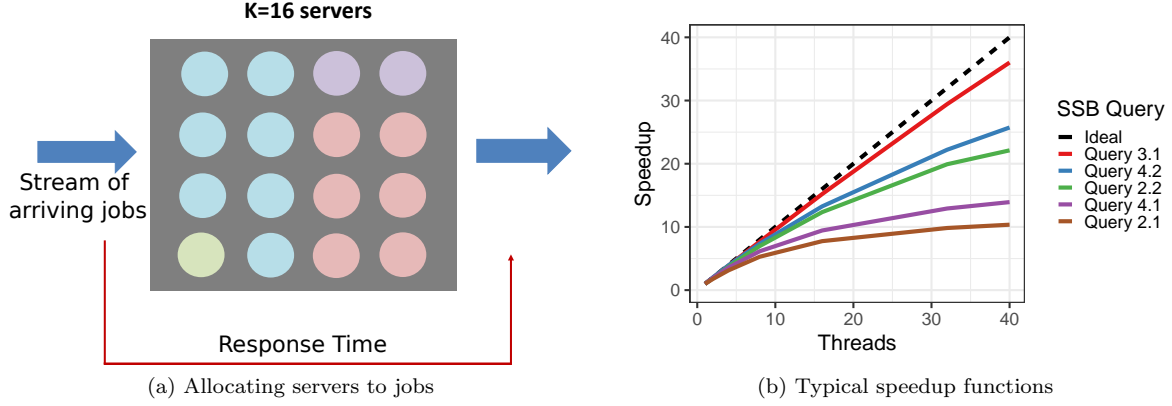 K=16 servers
Stream of
arriving jobs
Response Time
(a) Allocating servers to jobs
40
30
20
10
0
Speedup
0
10
20
30
40
Threads
SSB Query
Ideal
Query 3.1
Query 4.2
Query 2.2
Query 4.1
Query 2.1
(b) Typical speedup functions